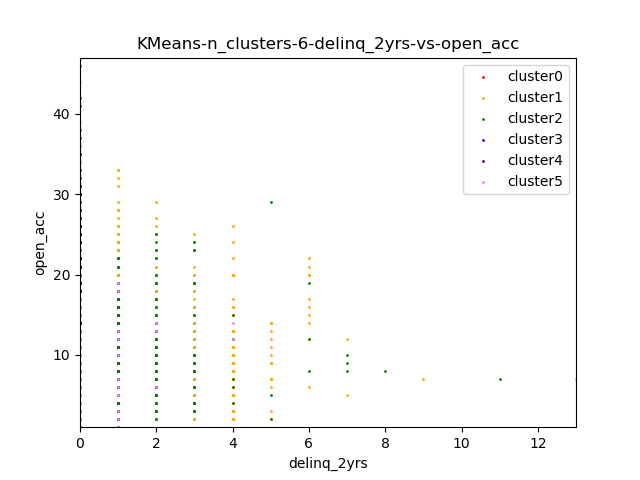 KMeans-n_clusters-6-delinq_2yrs-vs-open_acc
cluster0
cluster1
cluster2
cluster3
cluster4
cluster5
40
30
20
10
open_acc
0 2 4 6 8 10 12
delinq_2yrs